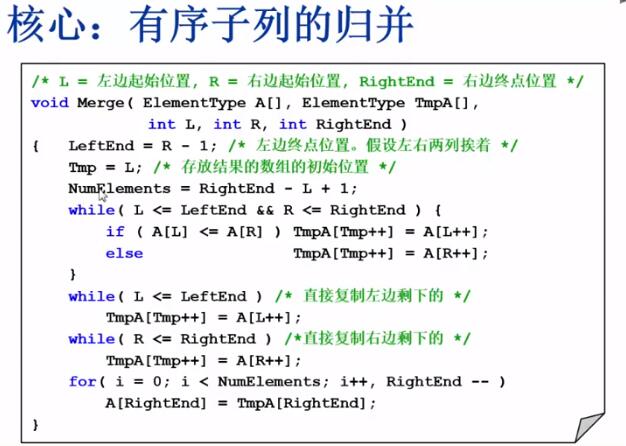 核心：有序子列的归并
/* L = 左边起始位置, R = 右边起始位置, RightEnd = 右边终点位置 */
void Merge( ElementType A[], ElementType TmpA[],
int L, int R, int RightEnd )
{ LeftEnd = R - 1; /* 左边终点位置。假设左右两列挨着 */
Tmp = L; /* 存放结果的数组的初始位置 */
NumElements = RightEnd - L + 1;
while( L <= LeftEnd && R <= RightEnd ) {
if ( A[L] <= A[R] ) TmpA[Tmp++] = A[L++];
else TmpA[Tmp++] = A[R++];
}
while( L <= LeftEnd ) /* 直接复制左边剩下的 */
TmpA[Tmp++] = A[L++];
while( R <= RightEnd ) /*直接复制右边剩下的 */
TmpA[Tmp++] = A[R++];
for( i = 0; i < NumElements; i++, RightEnd -- )
A[RightEnd] = TmpA[RightEnd];
}